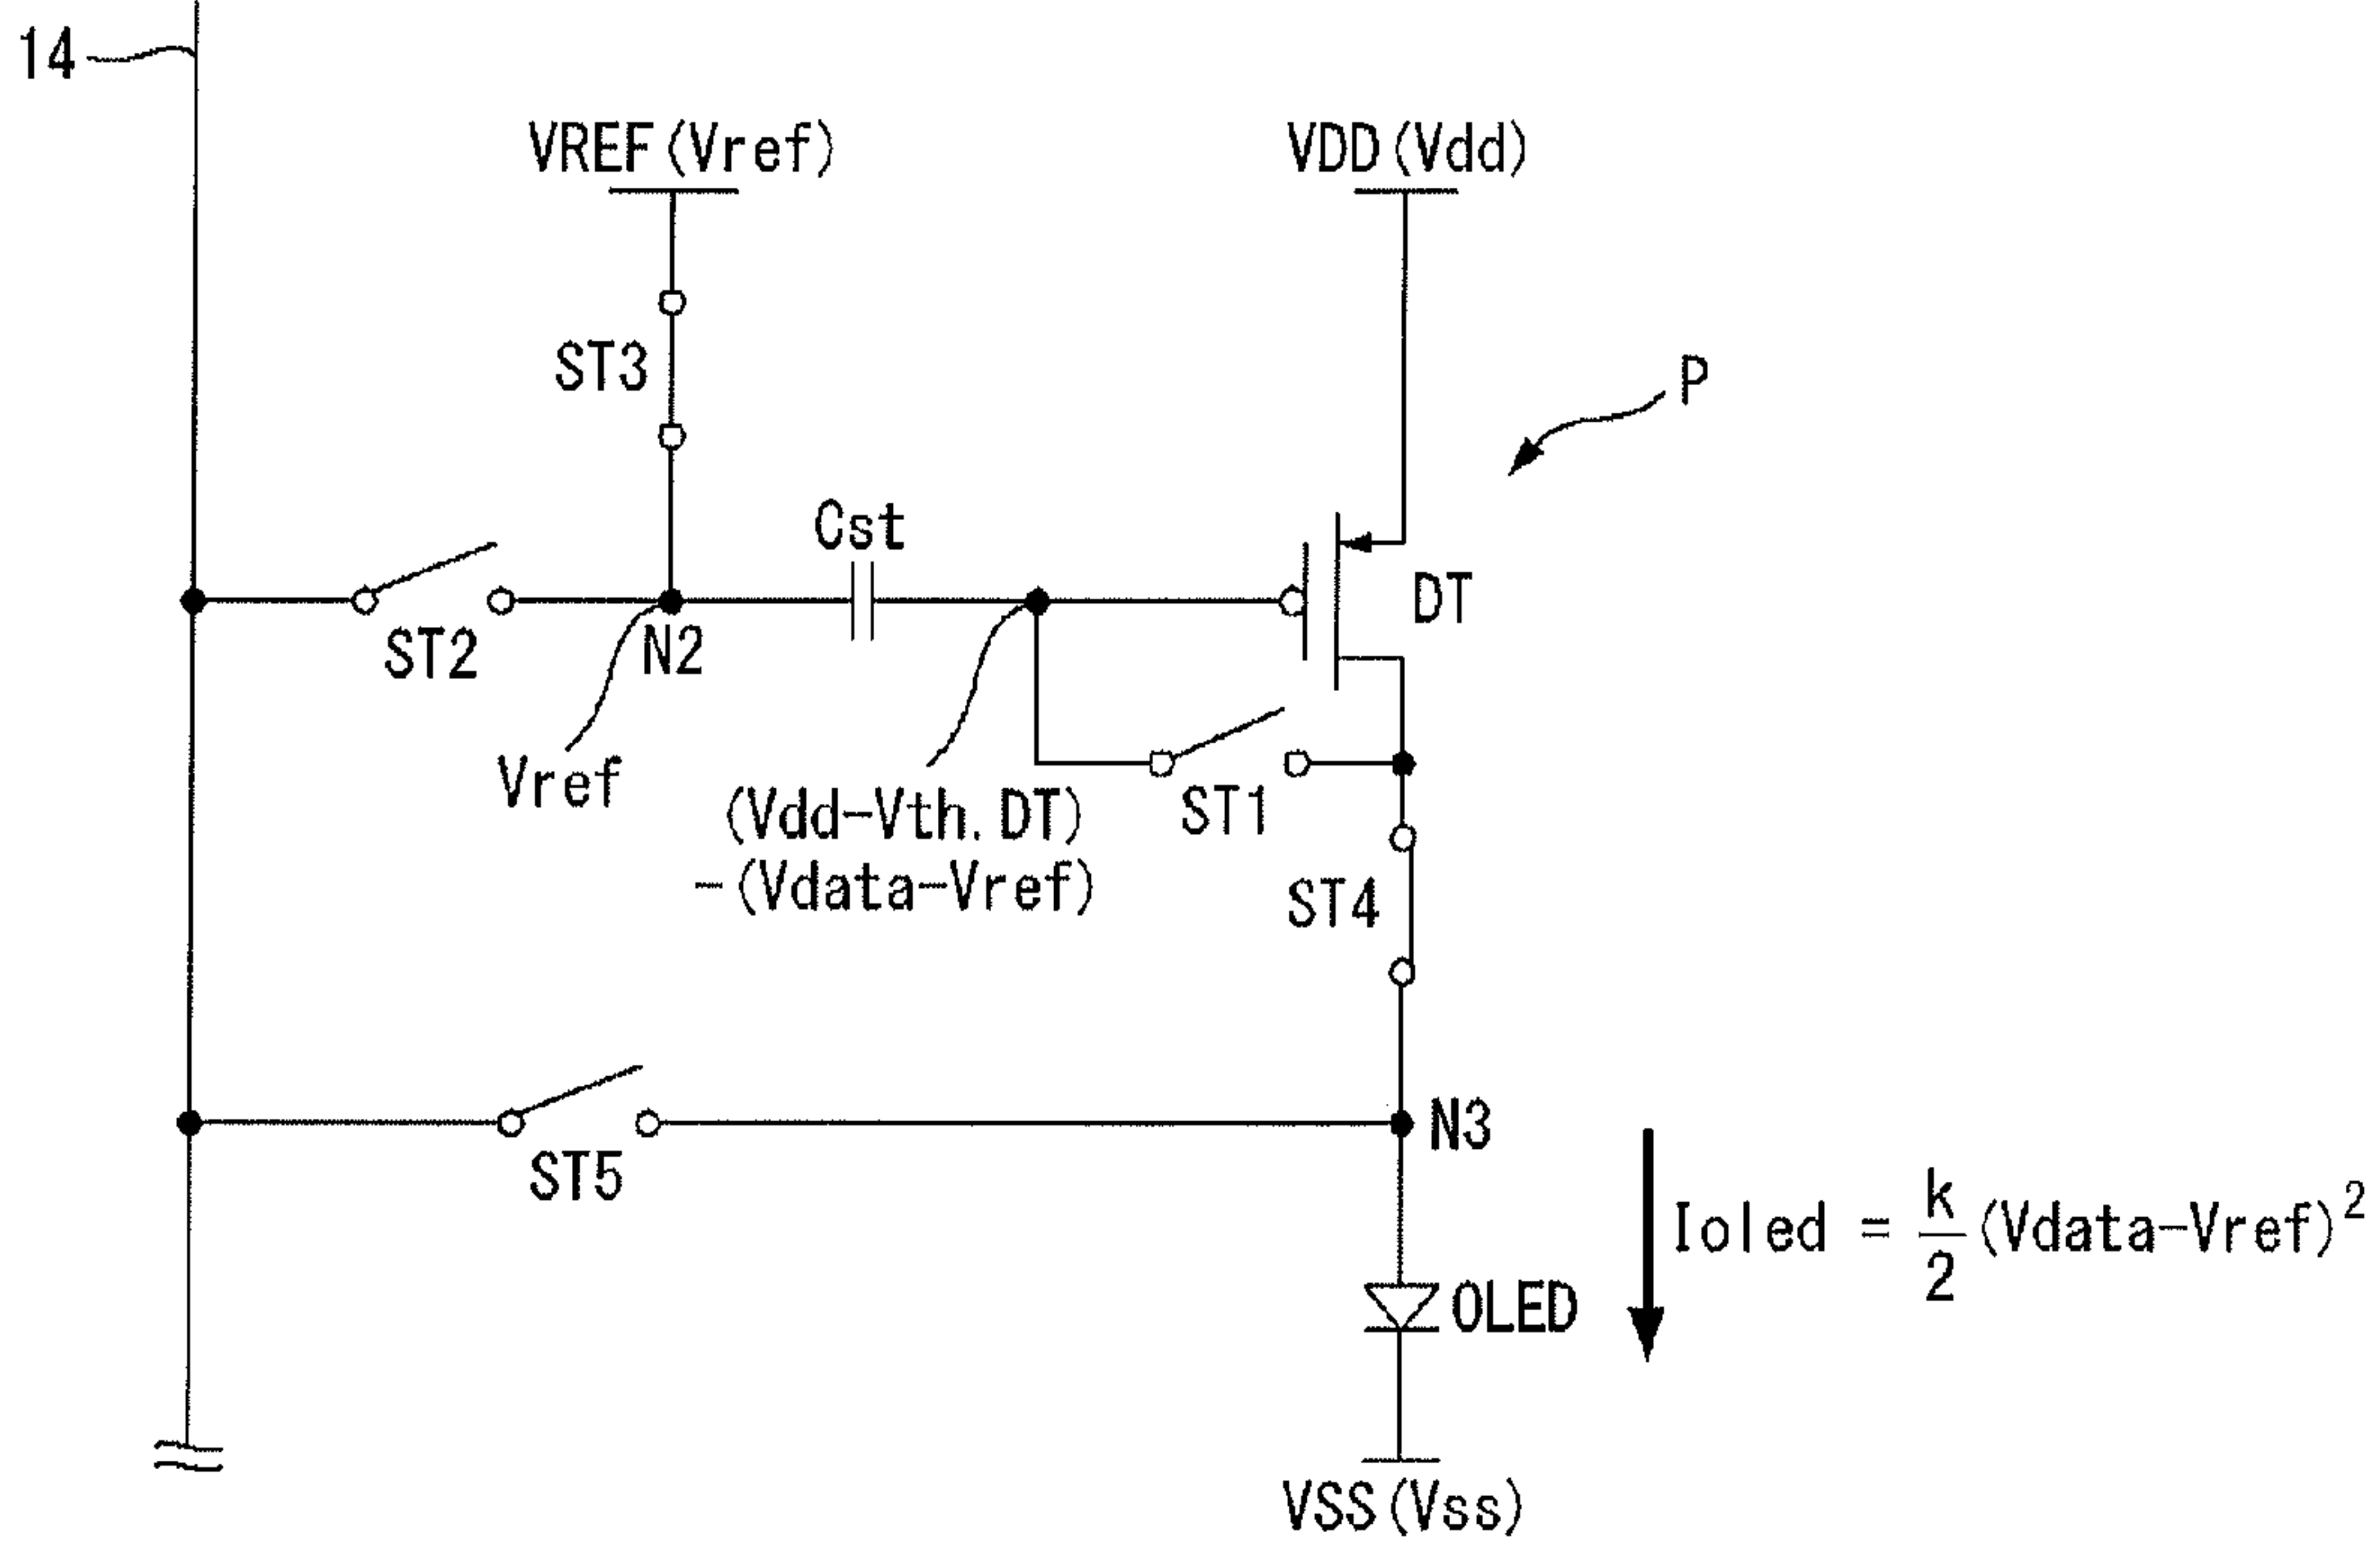 14
VREF(Vref)
VDD(Vdd)
ST3
P
Cst
DT
ST2
N2
Vref
(Vdd-Vth.DT)
-(Vdata-Vref)
ST1
ST4
N3
ST5
Ioled = k/2 (Vdata-Vref)²
OLED
VSS(Vss)